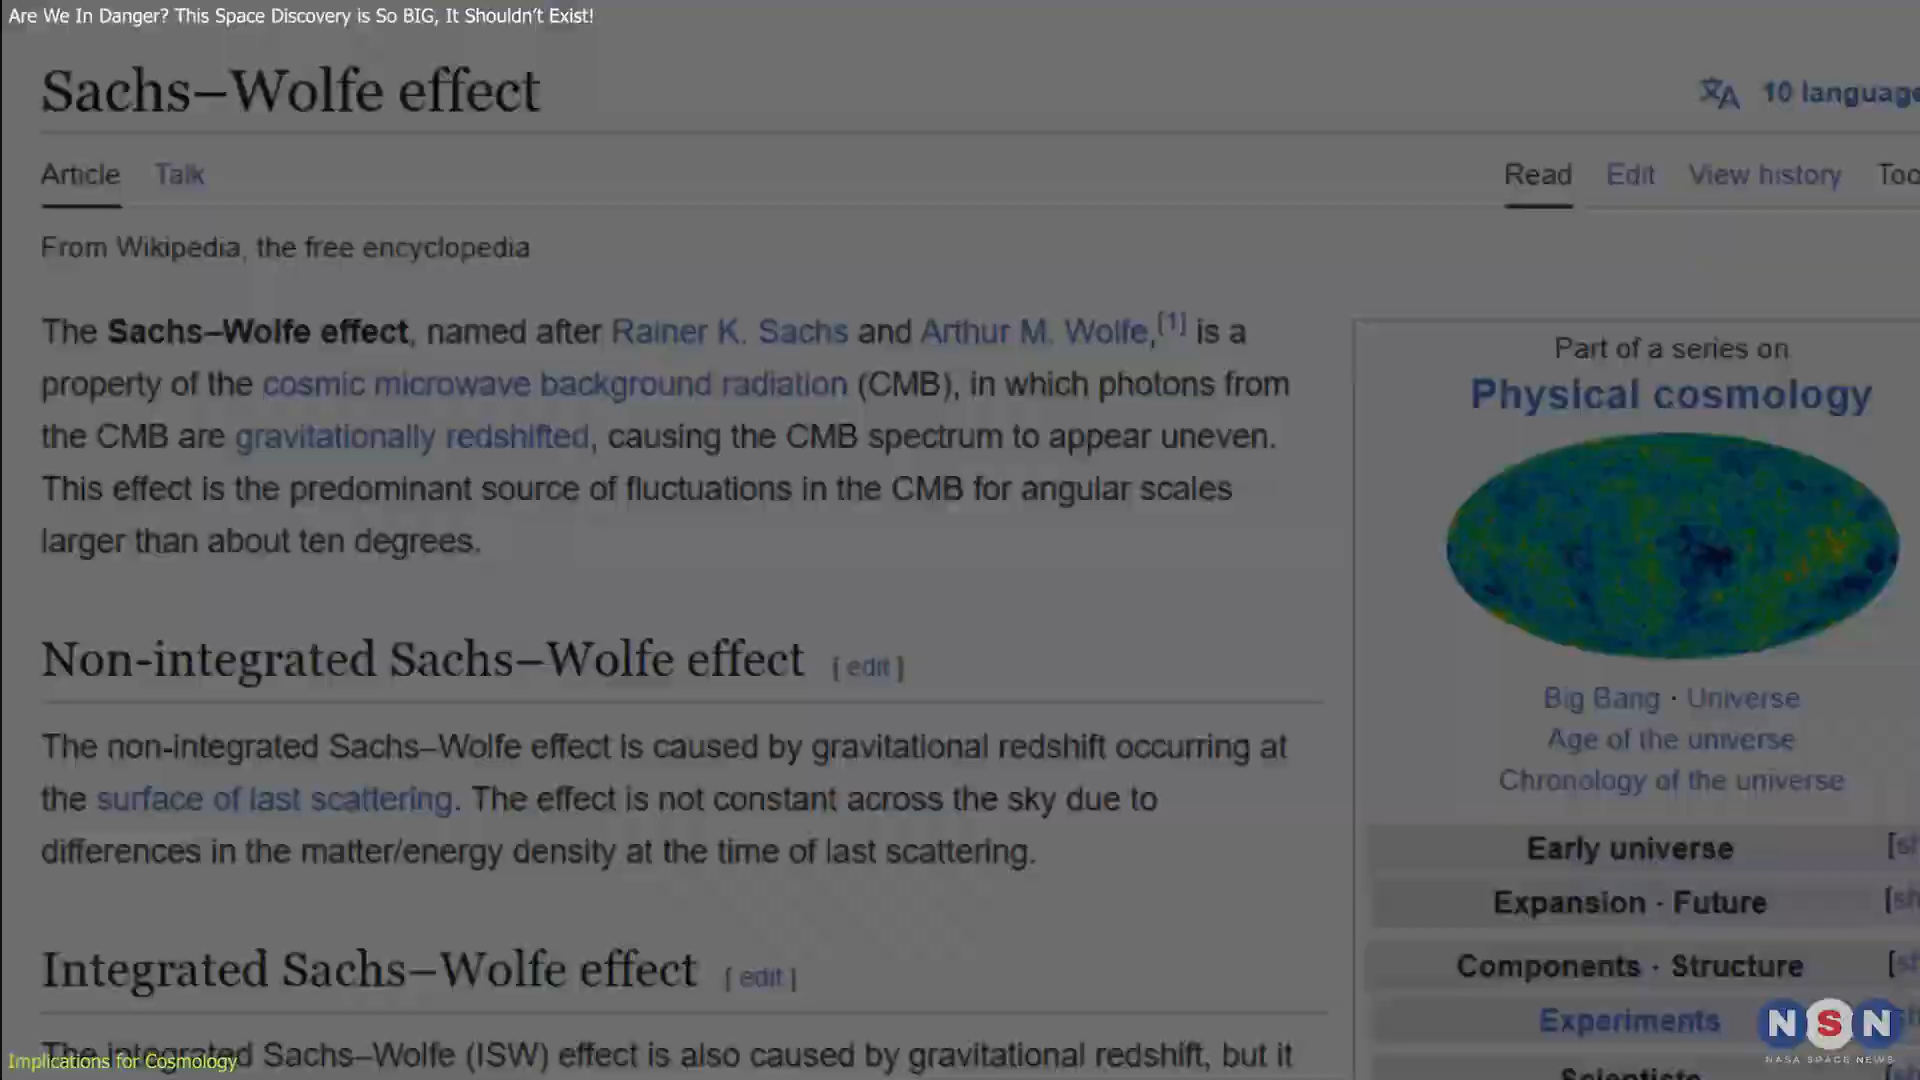 Are We In Danger? This Space Discovery is So BIG, It Shouldn't Exist!
Sachs–Wolfe effect
10 language
Article Talk
Read Edit View history Too
From Wikipedia, the free encyclopedia
The Sachs–Wolfe effect, named after Rainer K. Sachs and Arthur M. Wolfe,[1] is a
property of the cosmic microwave background radiation (CMB), in which photons from
the CMB are gravitationally redshifted, causing the CMB spectrum to appear uneven.
This effect is the predominant source of fluctuations in the CMB for angular scales
larger than about ten degrees.
Non-integrated Sachs–Wolfe effect [ edit ]
The non-integrated Sachs–Wolfe effect is caused by gravitational redshift occurring at
the surface of last scattering. The effect is not constant across the sky due to
differences in the matter/energy density at the time of last scattering.
Integrated Sachs–Wolfe effect [ edit ]
The integrated Sachs–Wolfe (ISW) effect is also caused by gravitational redshift, but it
Implications for Cosmology
Part of a series on
Physical cosmology
Big Bang · Universe
Age of the universe
Chronology of the universe
Early universe [sh
Expansion · Future [sh
Components · Structure [sh
Experiments
Scientists
NSN
NASA SPACE NEWS